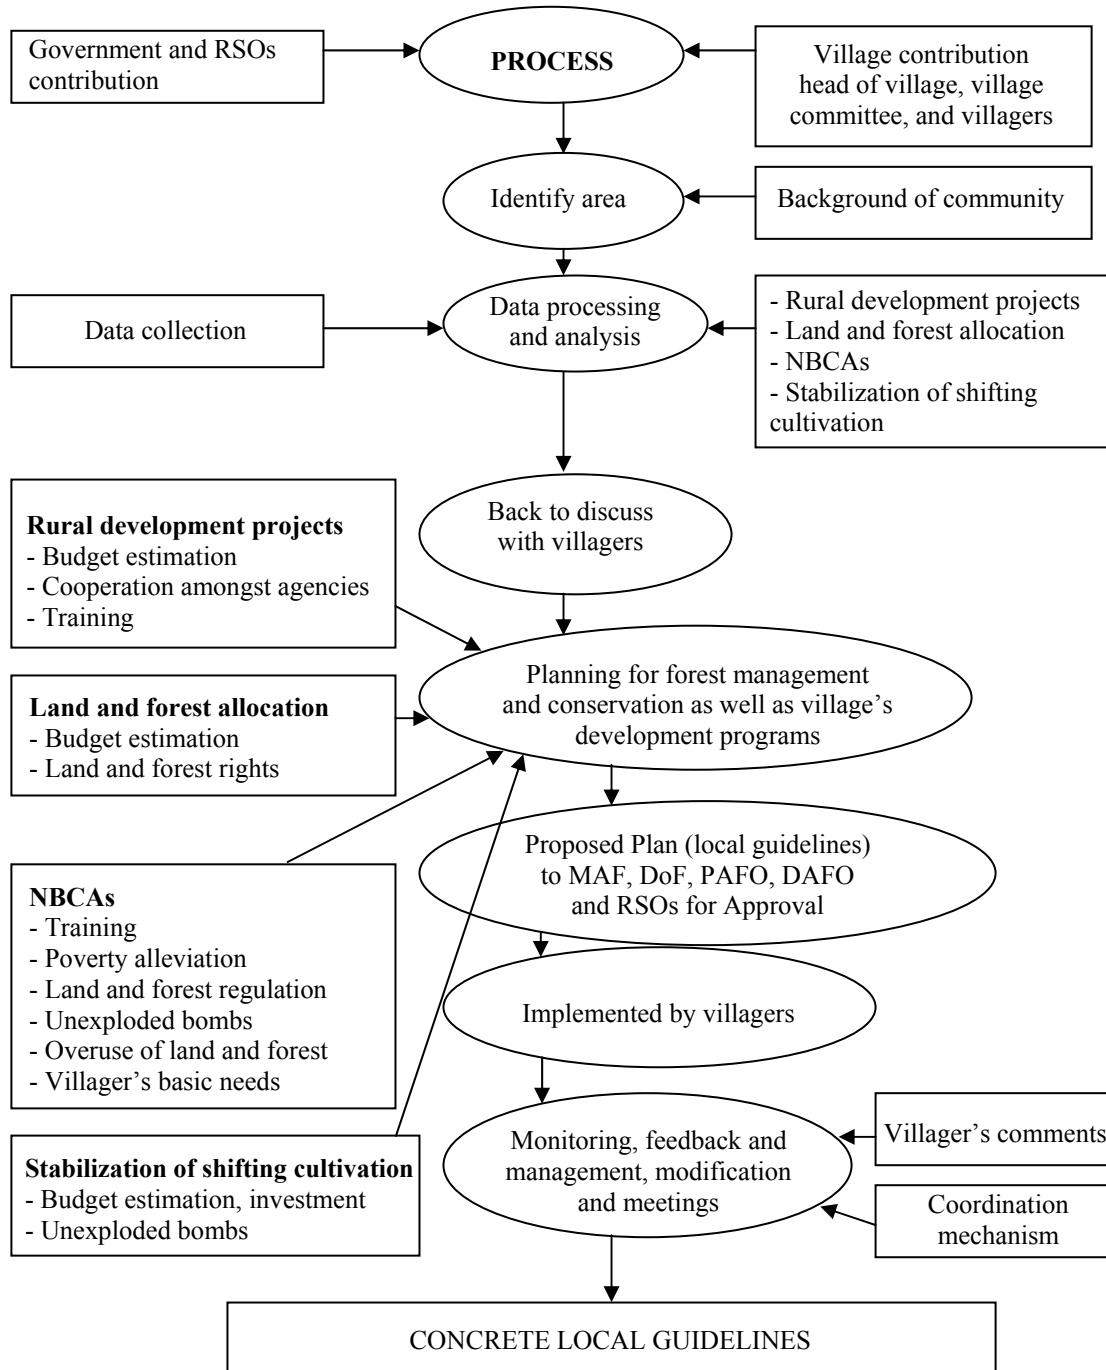 Government and RSOs
contribution
PROCESS
Village contribution
head of village, village
committee, and villagers
Identify area
Background of community
Data collection
Data processing
and analysis
- Rural development projects
- Land and forest allocation
- NBCAs
- Stabilization of shifting
cultivation
Back to discuss
with villagers
Rural development projects
- Budget estimation
- Cooperation amongst agencies
- Training
Planning for forest management
and conservation as well as village's
development programs
Land and forest allocation
- Budget estimation
- Land and forest rights
Proposed Plan (local guidelines)
to MAF, DoF, PAFO, DAFO
and RSOs for Approval
NBCAs
- Training
- Poverty alleviation
- Land and forest regulation
- Unexploded bombs
- Overuse of land and forest
- Villager's basic needs
Implemented by villagers
Stabilization of shifting cultivation
- Budget estimation, investment
- Unexploded bombs
Monitoring, feedback and
management, modification
and meetings
Villager's comments
Coordination
mechanism
CONCRETE LOCAL GUIDELINES